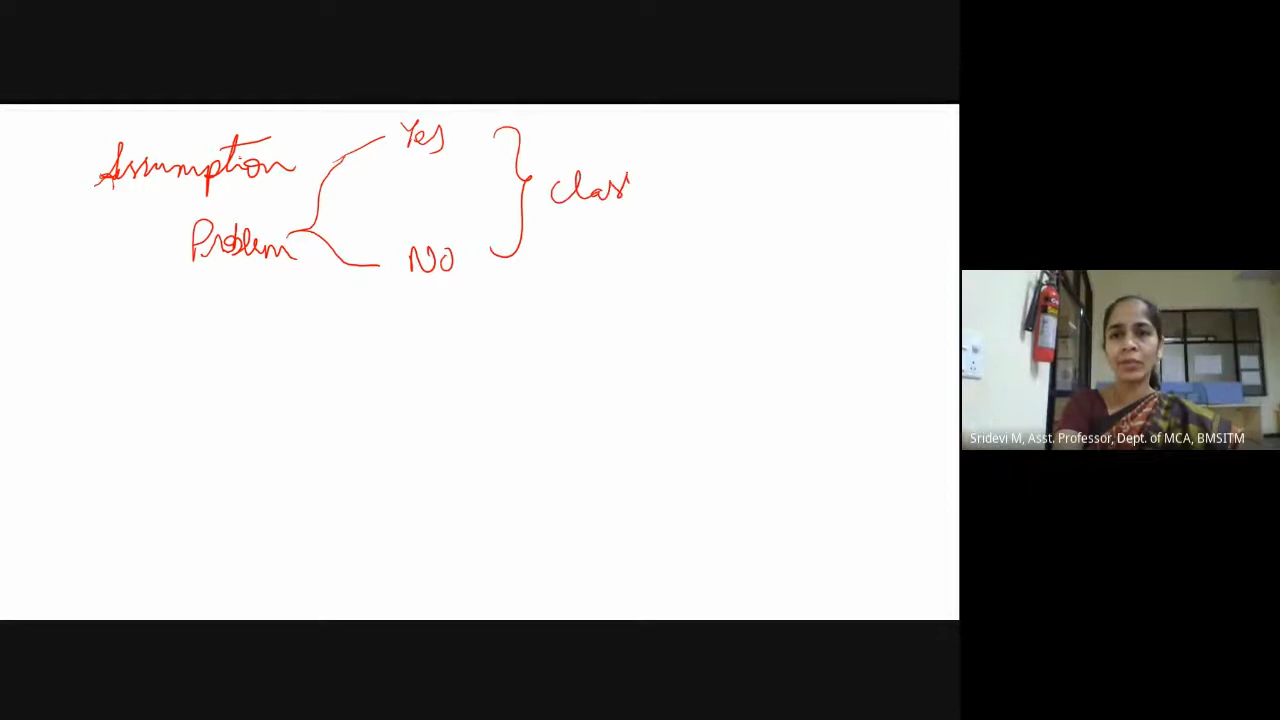 Assumption
Problem
Yes
No
Clas
Sridevi M, Asst. Professor, Dept. of MCA, BMSITM